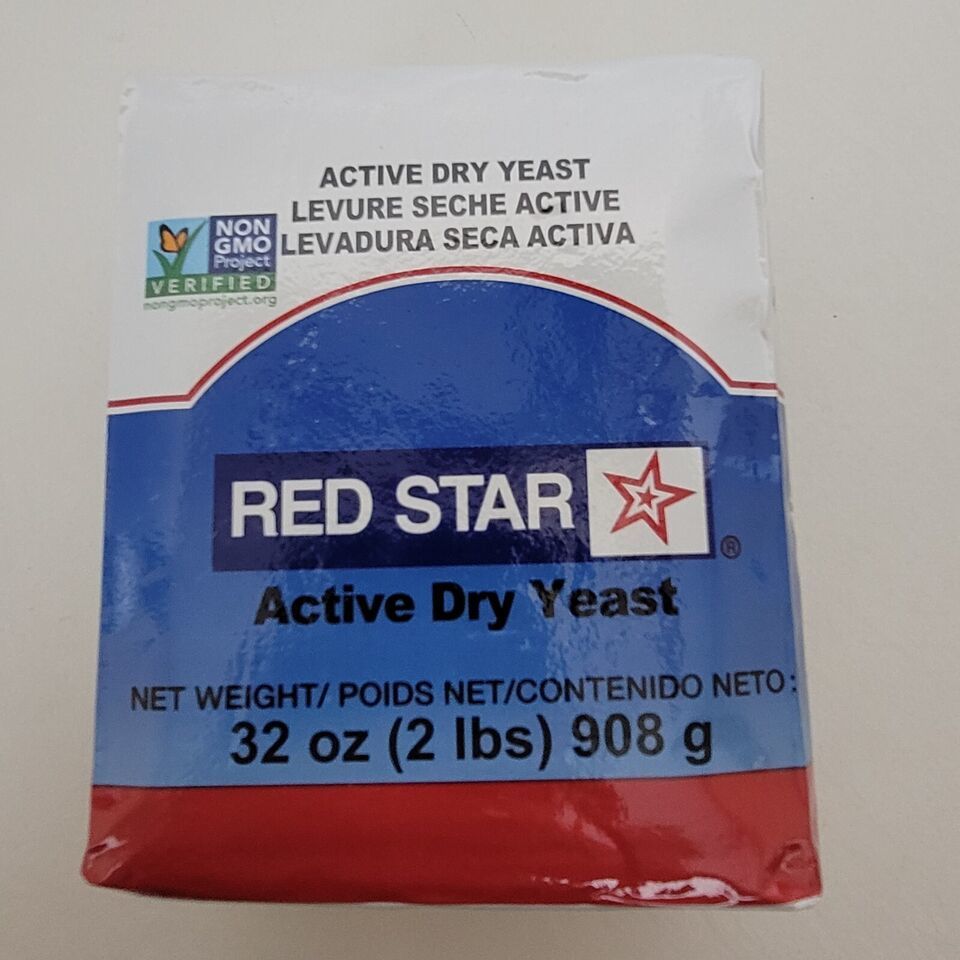 ACTIVE DRY YEAST
LEVURE SECHE ACTIVE
LEVADURA SECA ACTIVA
NON
GMO
Project
VERIFIED
nongmoproject.org
RED STAR
®
Active Dry Yeast
NET WEIGHT/ POIDS NET/CONTENIDO NETO:
32 oz (2 lbs) 908 g